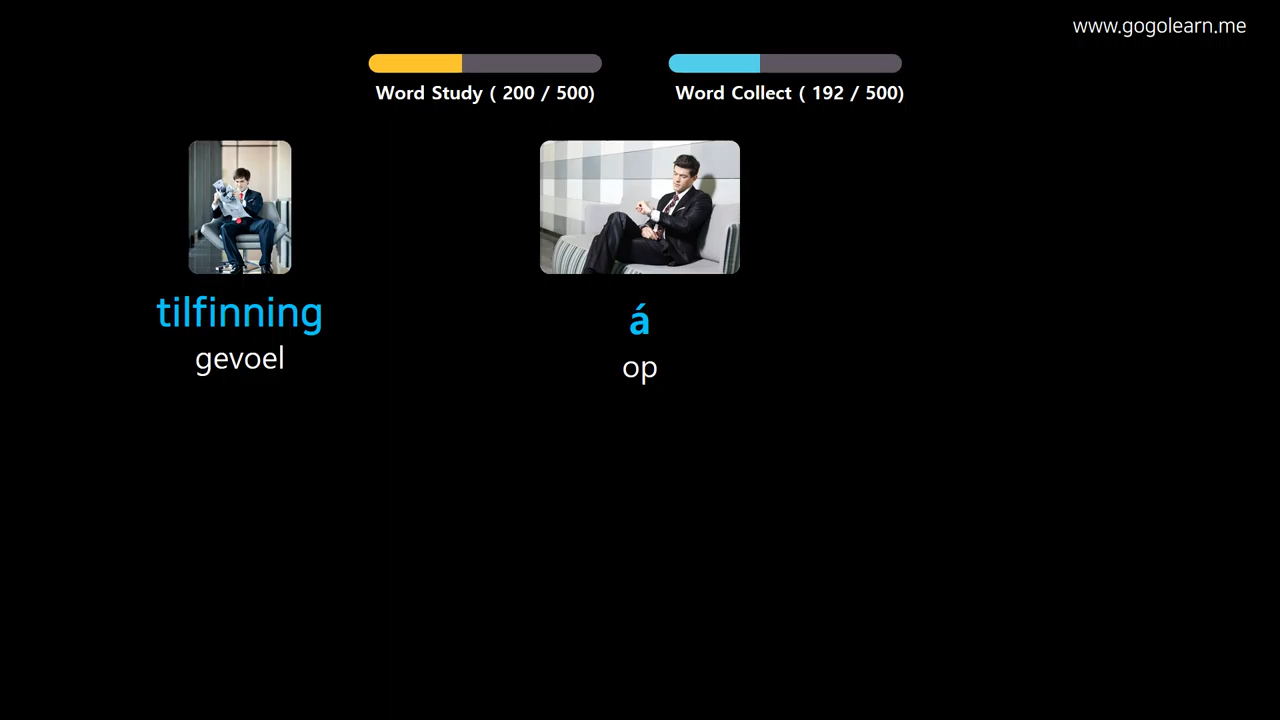 www.gogolearn.me
Word Study ( 200 / 500)
Word Collect ( 192 / 500)
tilfinning
gevoel
á
op